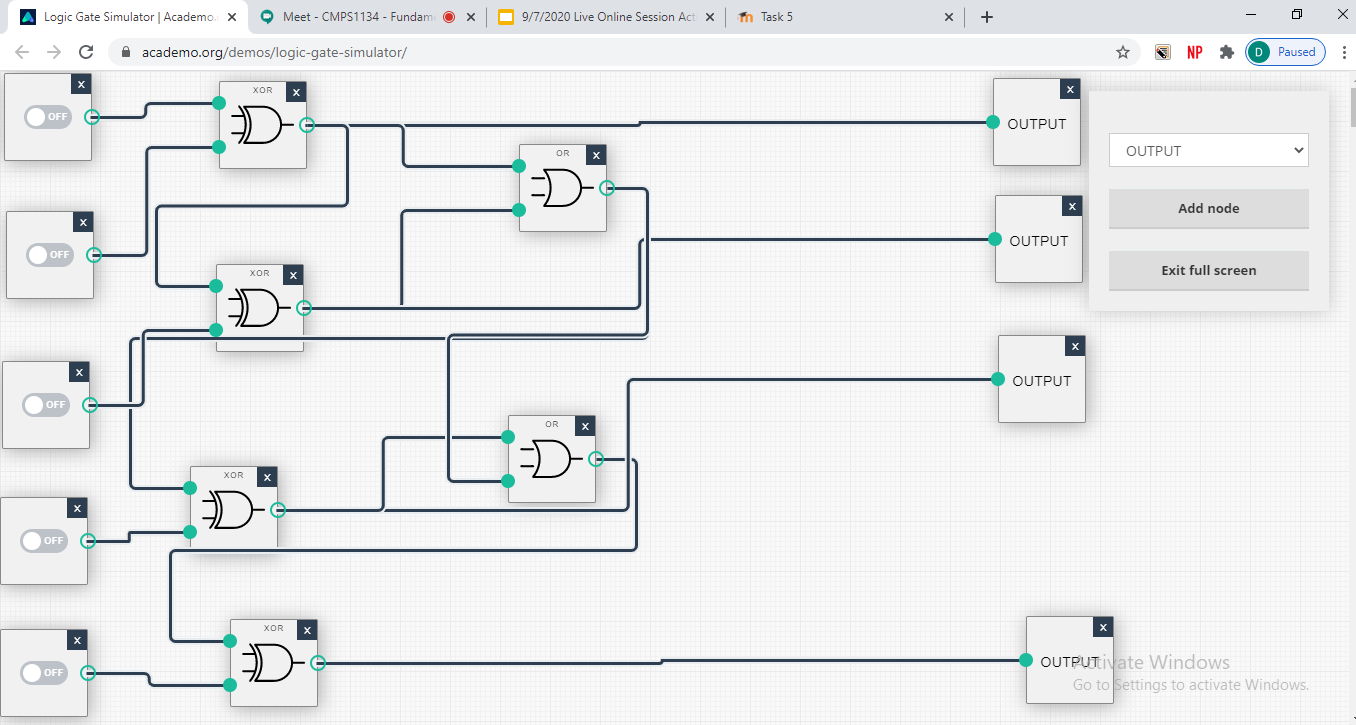 Logic Gate Simulator | Academo.
Meet - CMPS1134 - Fundam
9/7/2020 Live Online Session Act
Task 5
academo.org/demos/logic-gate-simulator/
NP
D Paused
x
OFF
XOR x
x
OUTPUT
OUTPUT
OR x
Add node
x
OFF
x
OUTPUT
XOR x
Exit full screen
x
OUTPUT
x
OFF
OR x
XOR x
x
OFF
x
OFF
XOR x
x
OUTPUT
Activate Windows
Go to Settings to activate Windows.